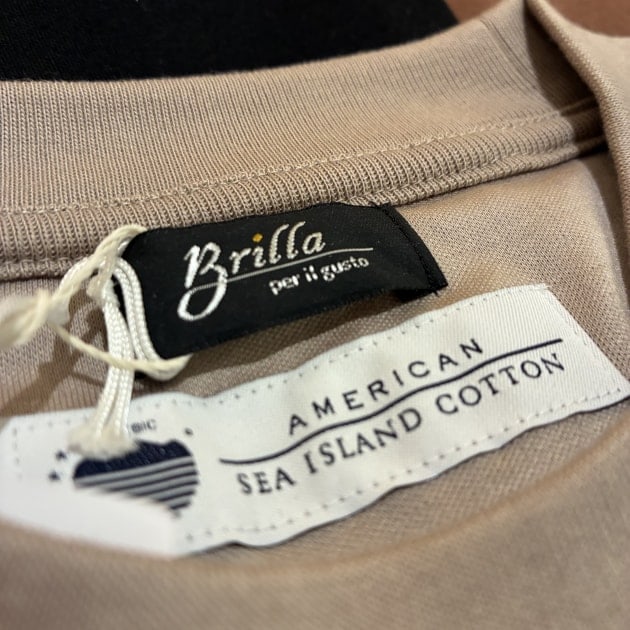 Brilla
per il gusto
AMERICAN
SEA ISLAND COTTON